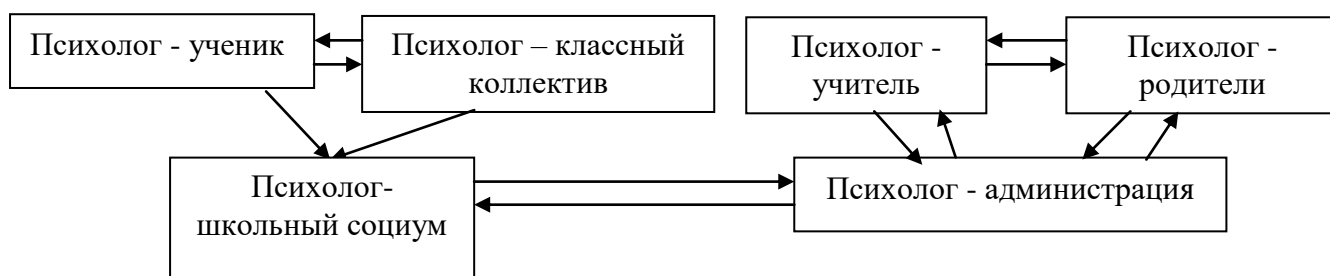 Психолог - ученик
Психолог – классный
коллектив
Психолог -
учитель
Психолог -
родители
Психолог-
школьный социум
Психолог - администрация